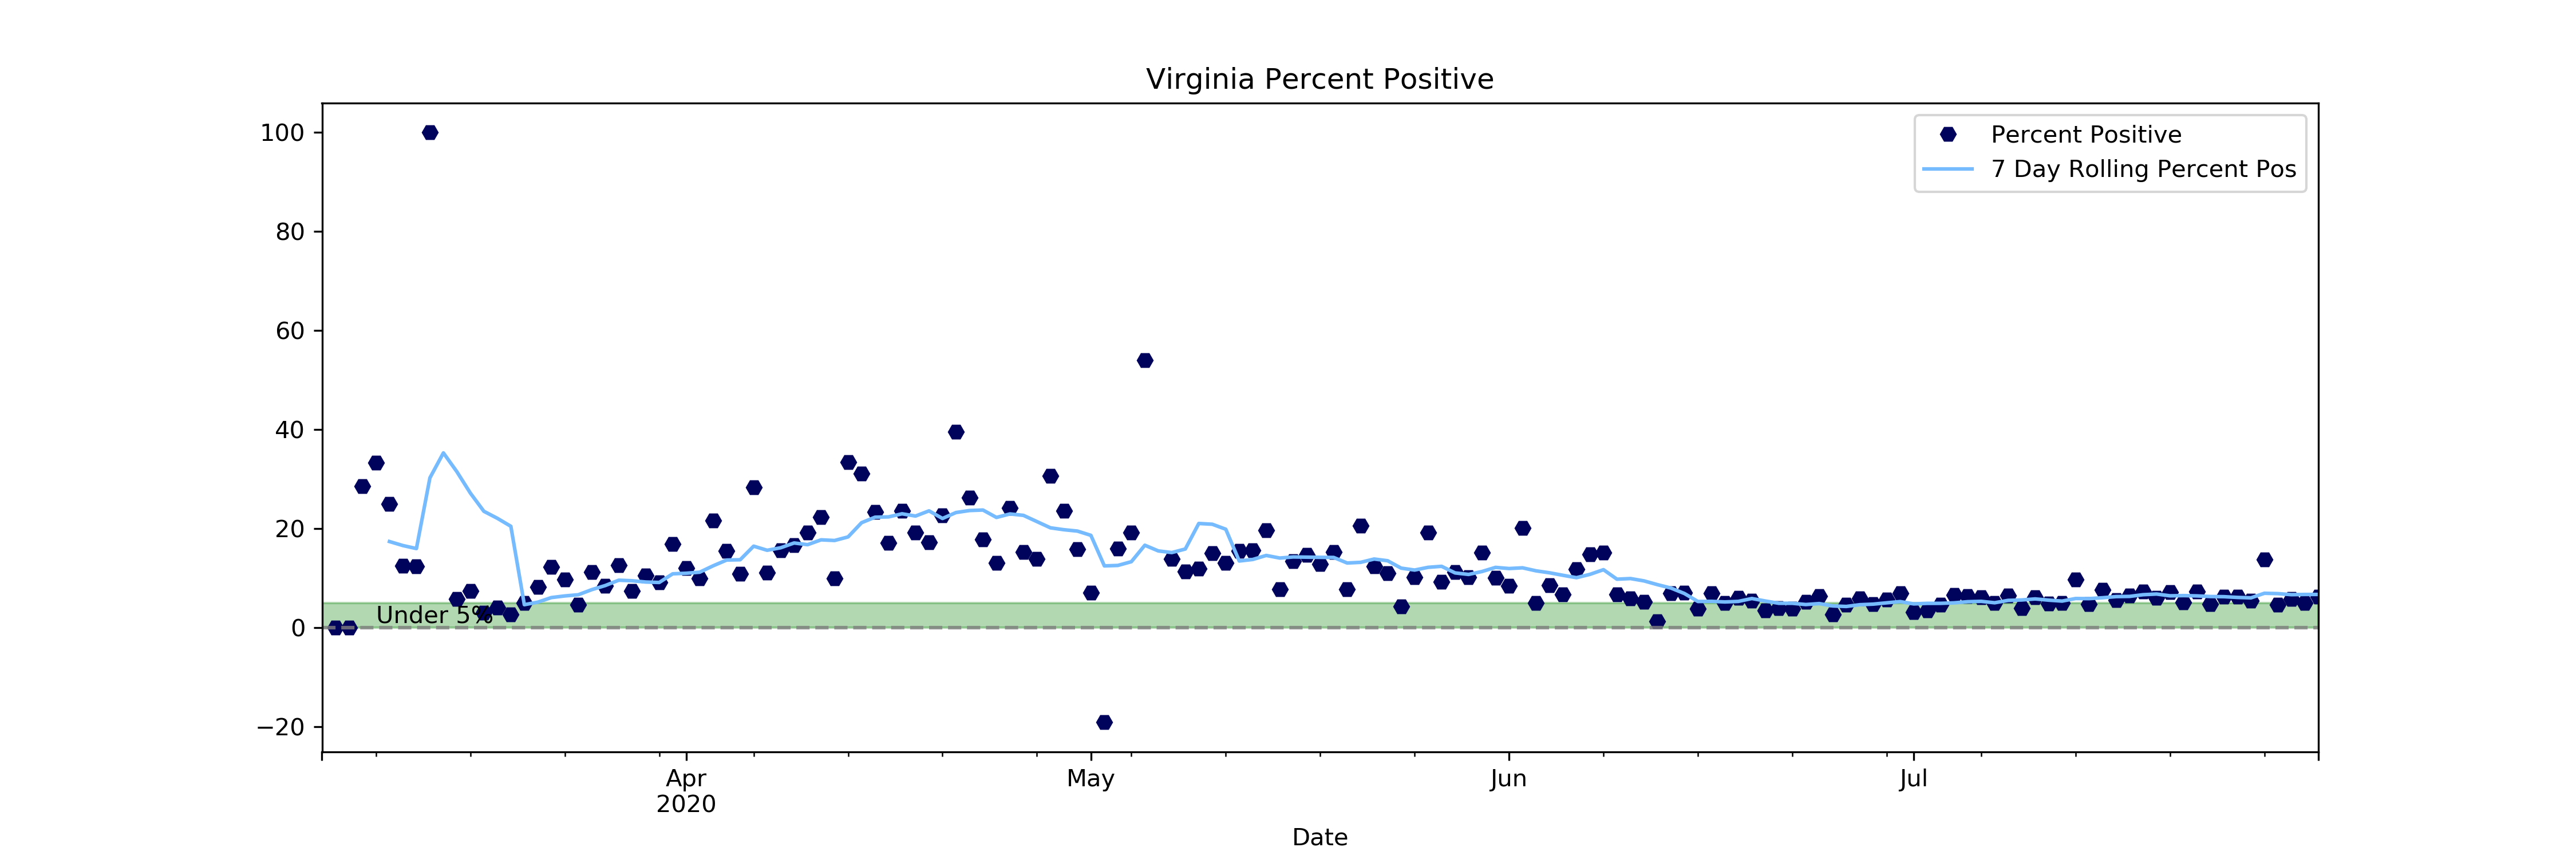 Virginia Percent Positive
100
80
60
40
20
0
−20
Percent Positive
7 Day Rolling Percent Pos
Under 5%
Apr
2020
May
Jun
Jul
Date